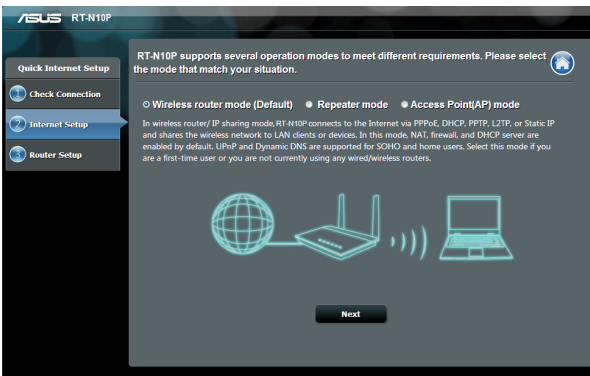 ASUS RT-N10P
Quick Internet Setup
1 Check Connection
2 Internet Setup
3 Router Setup
RT-N10P supports several operation modes to meet different requirements. Please select
the mode that match your situation.
Wireless router mode (Default) Repeater mode Access Point(AP) mode
In wireless router/ IP sharing mode, RT-N10P connects to the Internet via PPPoE, DHCP, PPTP, L2TP, or Static IP
and shares the wireless network to LAN clients or devices. In this mode, NAT, firewall, and DHCP server are
enabled by default. UPnP and Dynamic DNS are supported for SOHO and home users. Select this mode if you
are a first-time user or you are not currently using any wired/wireless routers.
Next